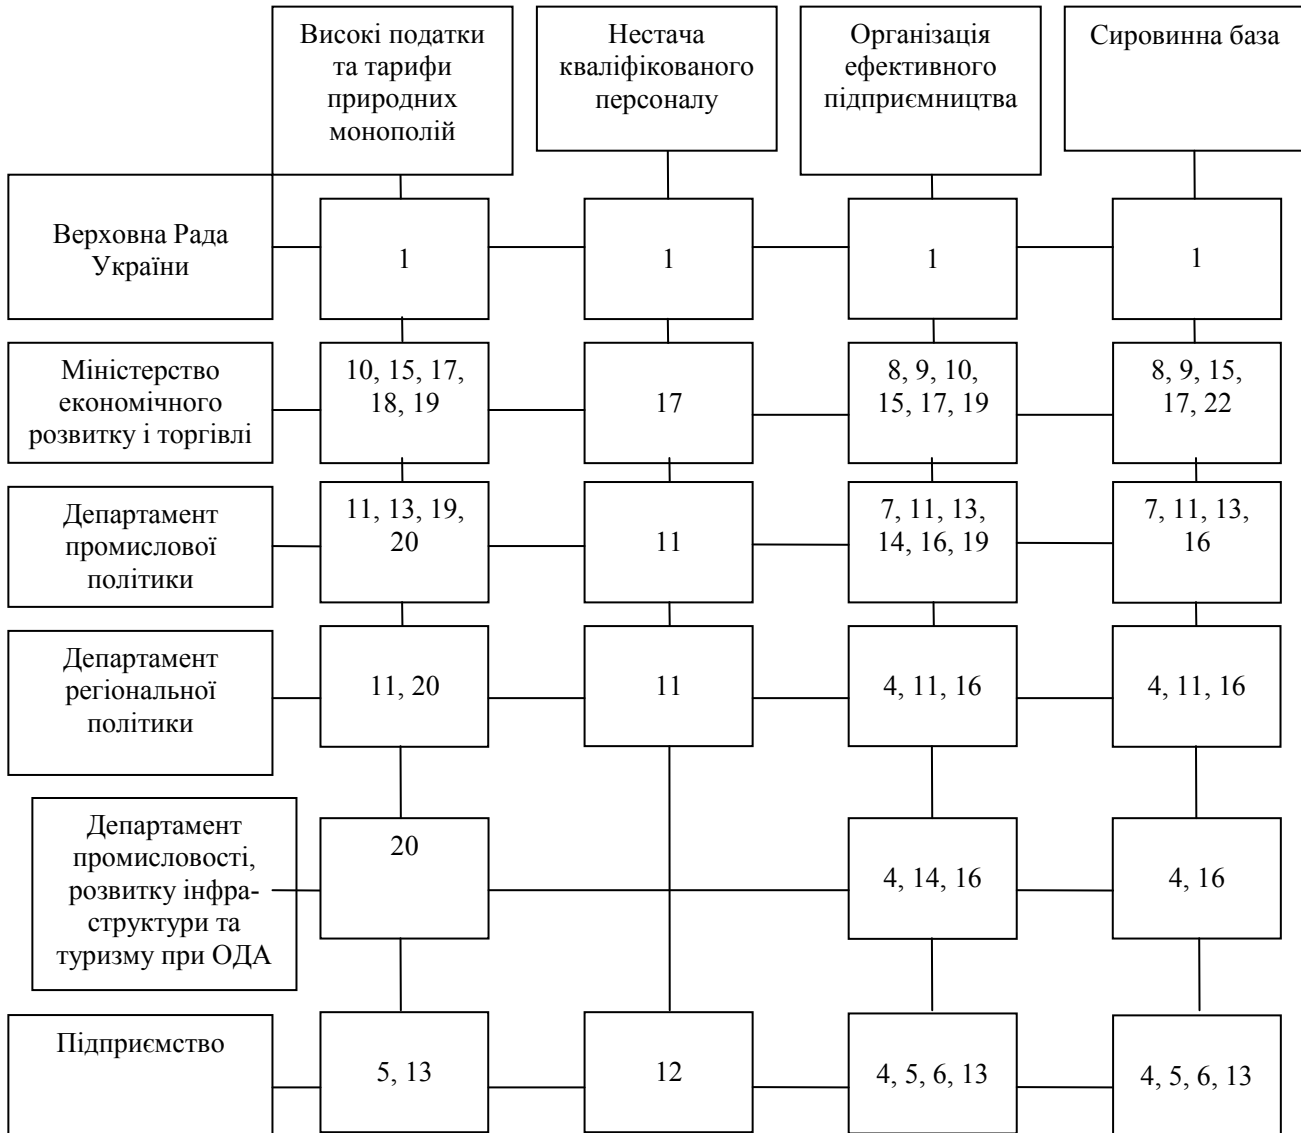 Високі податки
та тарифи
природних
монополій
Нестача
кваліфікованого
персоналу
Організація
ефективного
підприємництва
Сировинна база
Верховна Рада
України
1
1
1
1
Міністерство
економічного
розвитку і торгівлі
10, 15, 17,
18, 19
17
8, 9, 10,
15, 17, 19
8, 9, 15,
17, 22
Департамент
промислової
політики
11, 13, 19,
20
11
7, 11, 13,
14, 16, 19
7, 11, 13,
16
Департамент
регіональної
політики
11, 20
11
4, 11, 16
4, 11, 16
Департамент
промисловості,
розвитку інфра-
структури та
туризму при ОДА
20
4, 14, 16
4, 16
Підприємство
5, 13
12
4, 5, 6, 13
4, 5, 6, 13